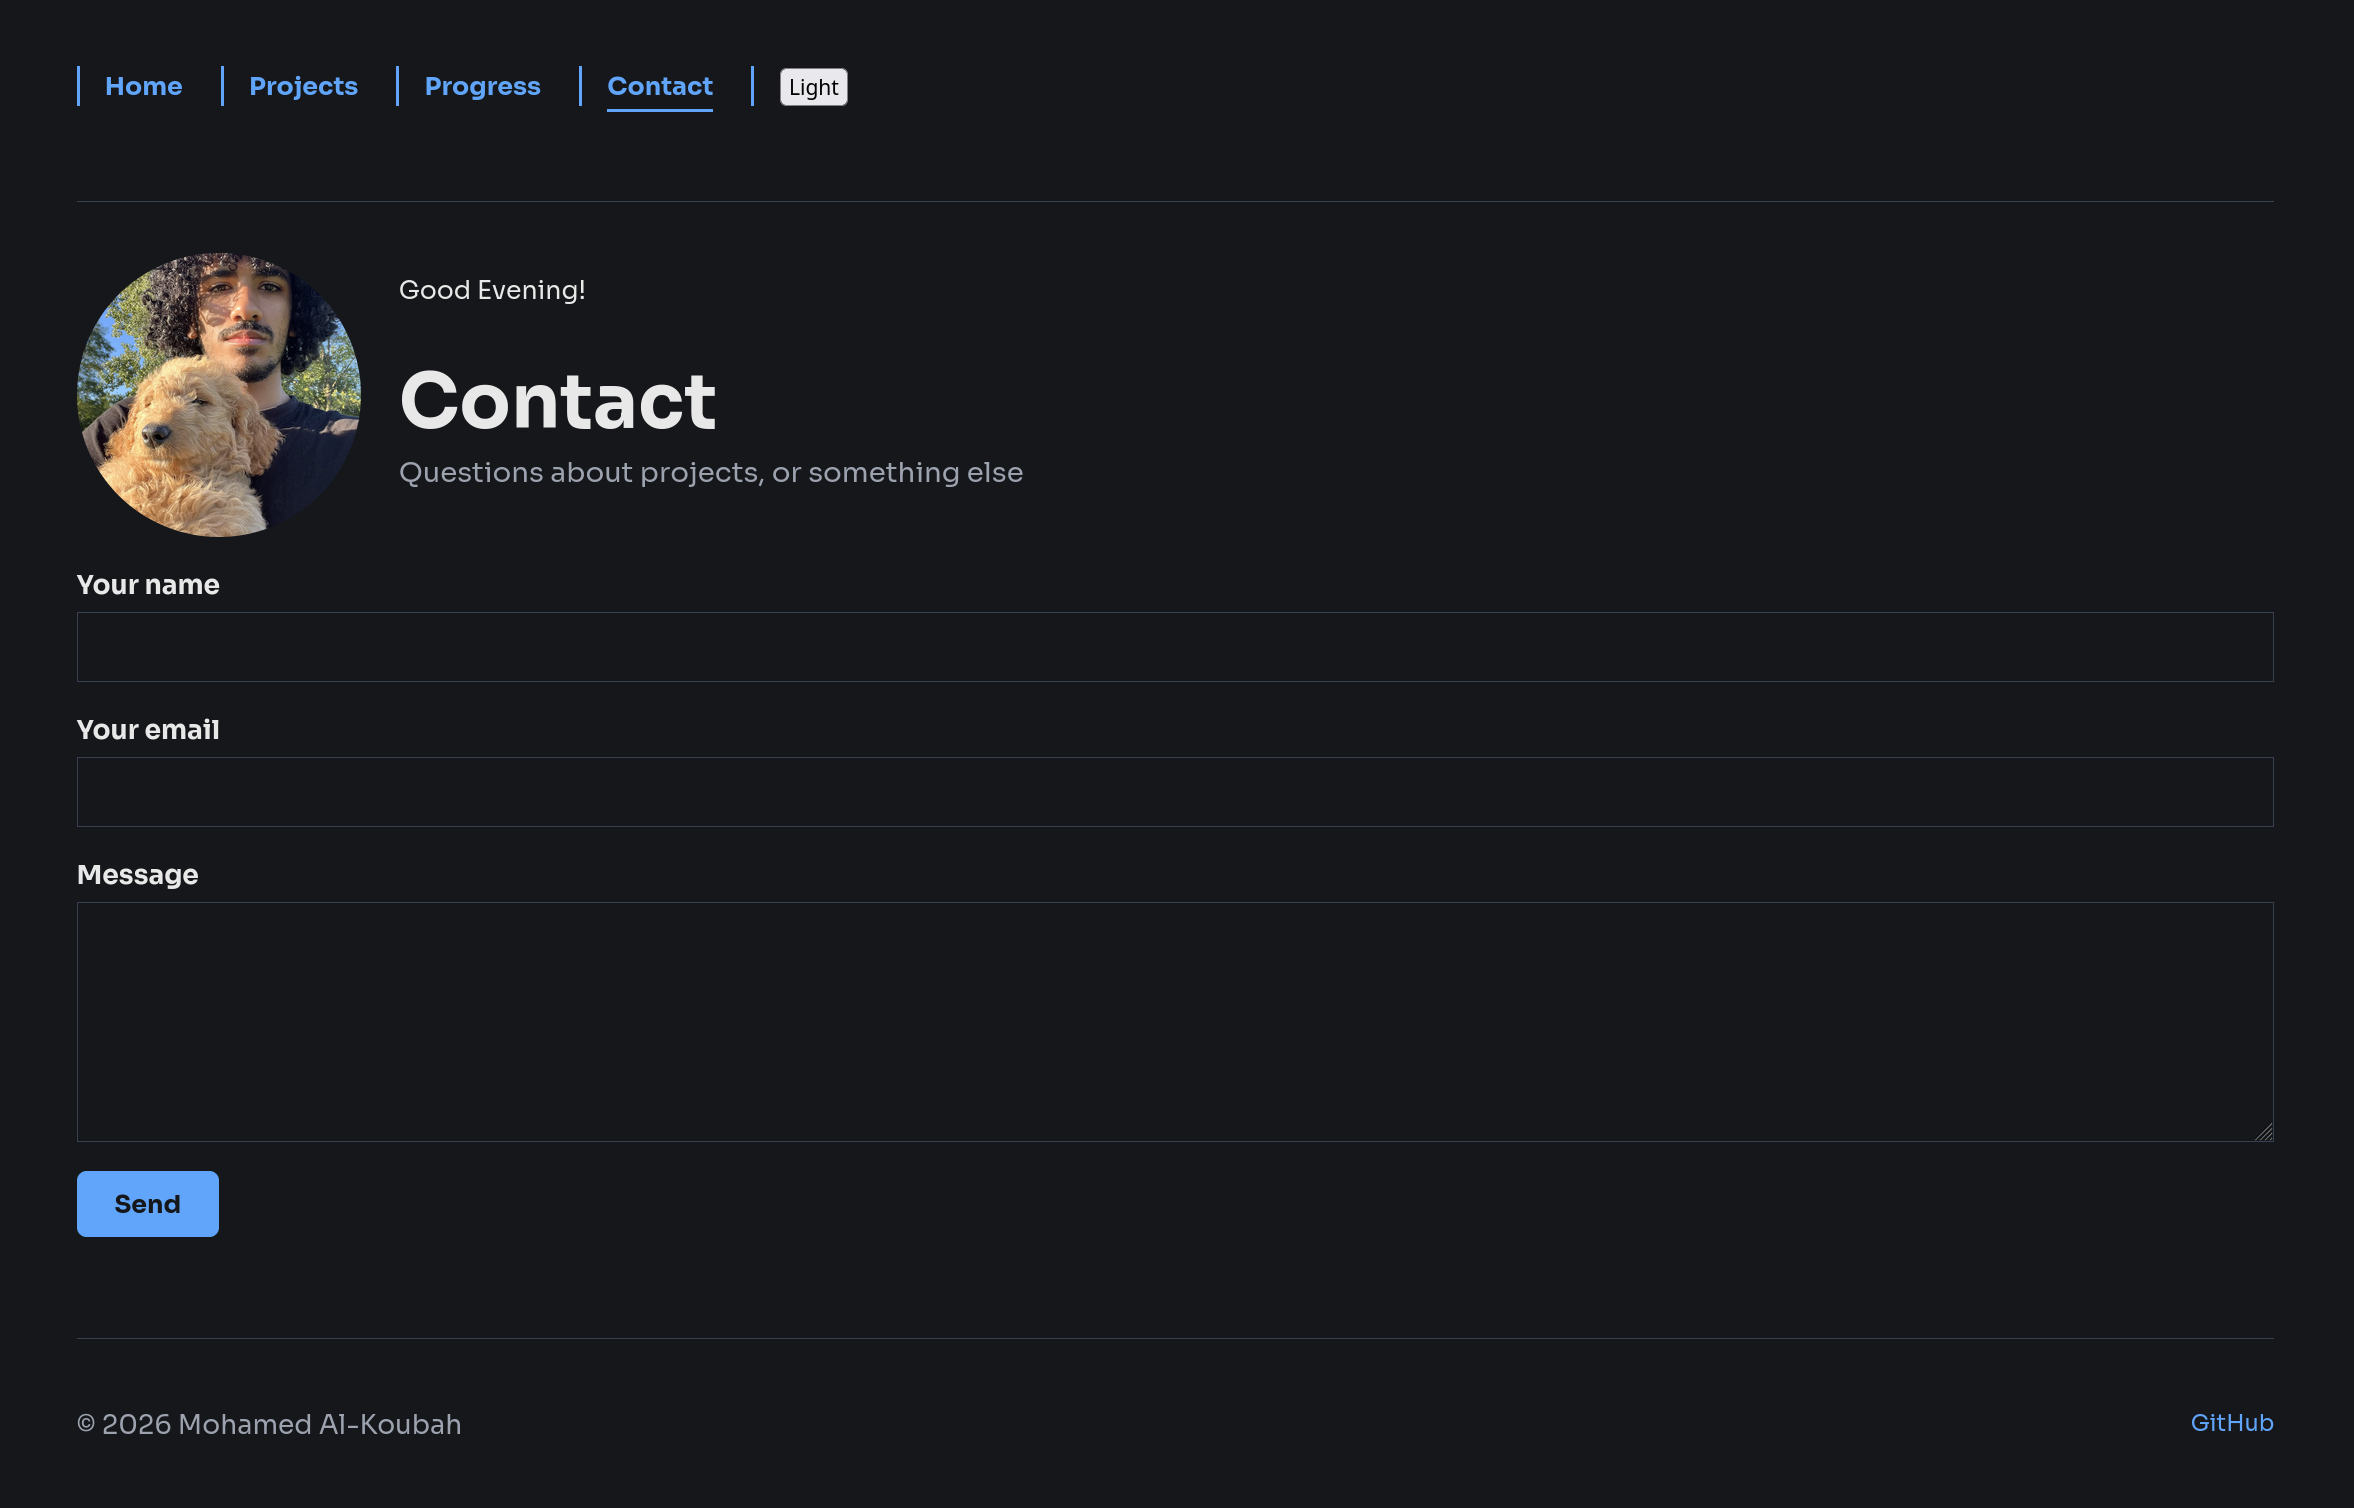 Home Projects Progress Contact Light
Good Evening!
Contact
Questions about projects, or something else
Your name
Your email
Message
Send
© 2026 Mohamed Al-Koubah
GitHub